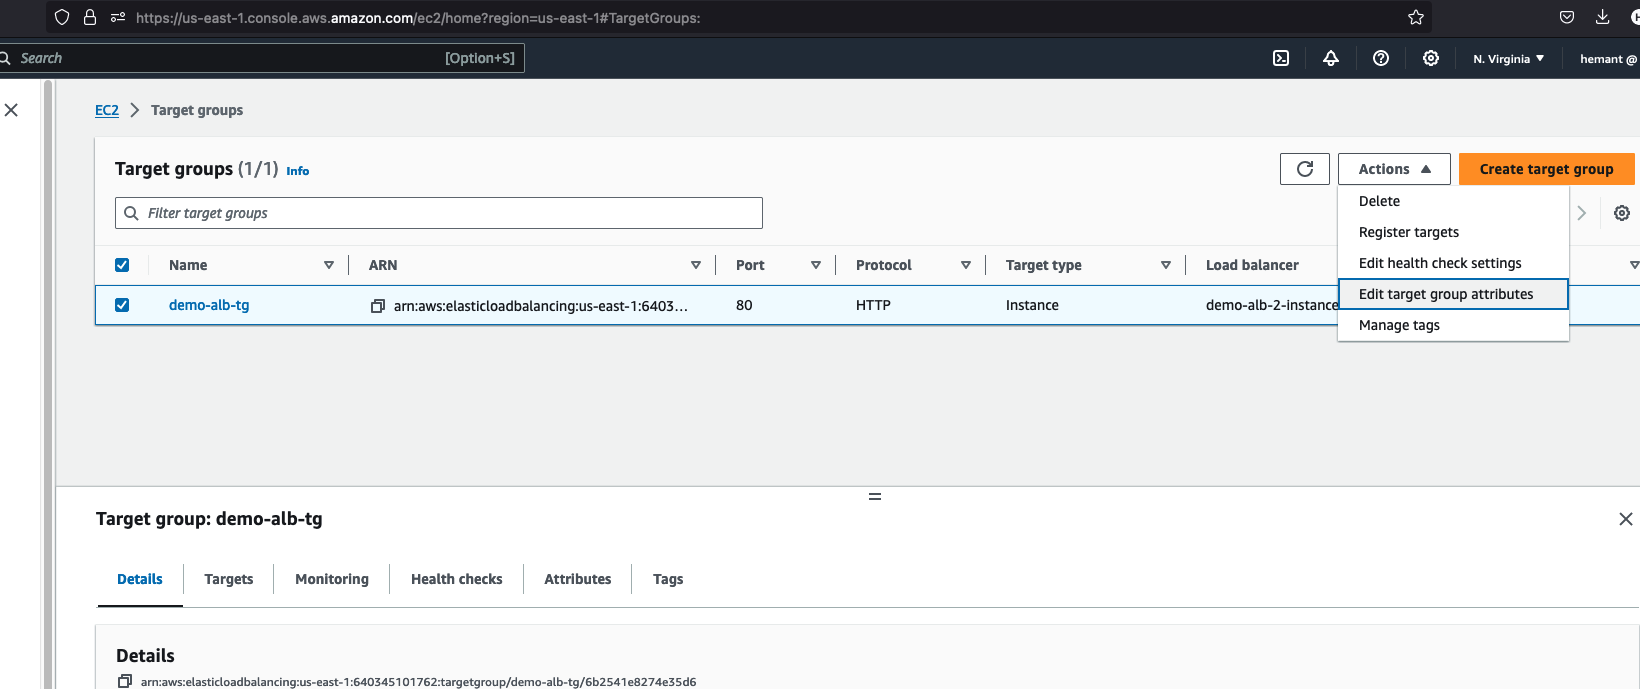 https://us-east-1.console.aws.amazon.com/ec2/home?region=us-east-1#TargetGroups:
Search [Option+S] N. Virginia hemant @
EC2 Target groups
Target groups (1/1) Info Actions Create target group
Filter target groups
Delete
Register targets
Edit health check settings
Edit target group attributes
Manage tags
Name ARN Port Protocol Target type Load balancer
demo-alb-tg arn:aws:elasticloadbalancing:us-east-1:6403... 80 HTTP Instance demo-alb-2-instance
Target group: demo-alb-tg
Details Targets Monitoring Health checks Attributes Tags
Details
arn:aws:elasticloadbalancing:us-east-1:640345101762:targetgroup/demo-alb-tg/6b2541e8274e35d6